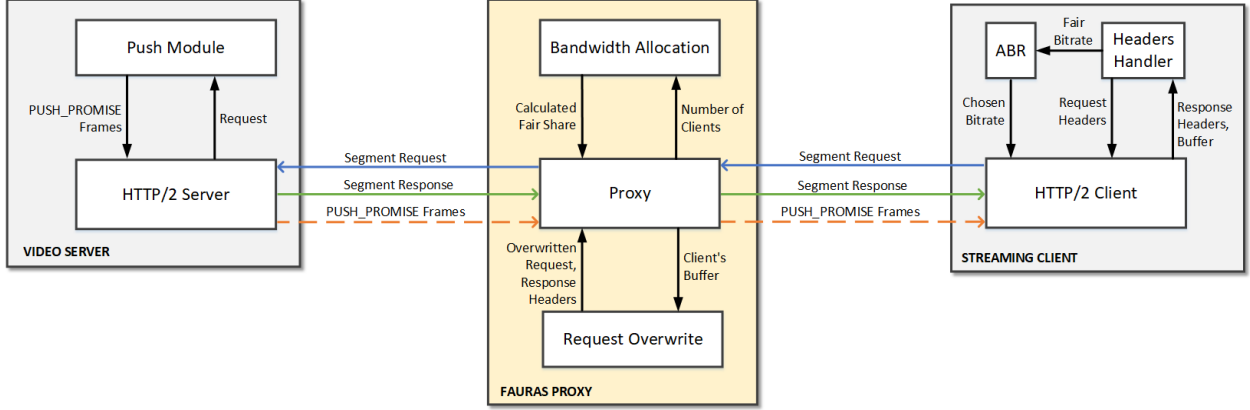 Push Module
PUSH_PROMISE
Frames
Request
HTTP/2 Server
VIDEO SERVER
Segment Request
Segment Response
PUSH_PROMISE Frames
Bandwidth Allocation
Calculated
Fair Share
Number of
Clients
Proxy
Overwritten
Request,
Response
Headers
Client's
Buffer
Request Overwrite
FAURAS PROXY
Segment Request
Segment Response
PUSH_PROMISE Frames
ABR
Fair
Bitrate
Headers
Handler
Chosen
Bitrate
Request
Headers
Response
Headers,
Buffer
HTTP/2 Client
STREAMING CLIENT